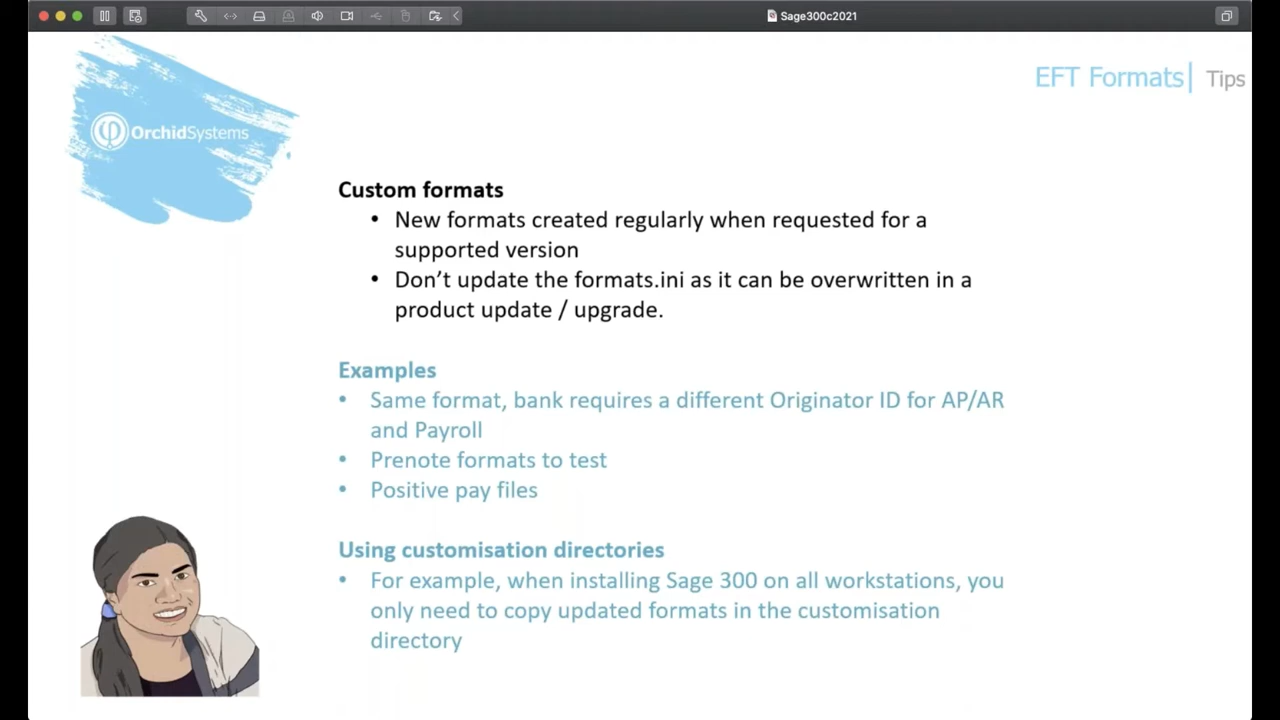 Sage300c2021
OrchidSystems
EFT Formats| Tips
Custom formats
• New formats created regularly when requested for a
supported version
• Don’t update the formats.ini as it can be overwritten in a
product update / upgrade.
Examples
• Same format, bank requires a different Originator ID for AP/AR
and Payroll
• Prenote formats to test
• Positive pay files
Using customisation directories
• For example, when installing Sage 300 on all workstations, you
only need to copy updated formats in the customisation
directory